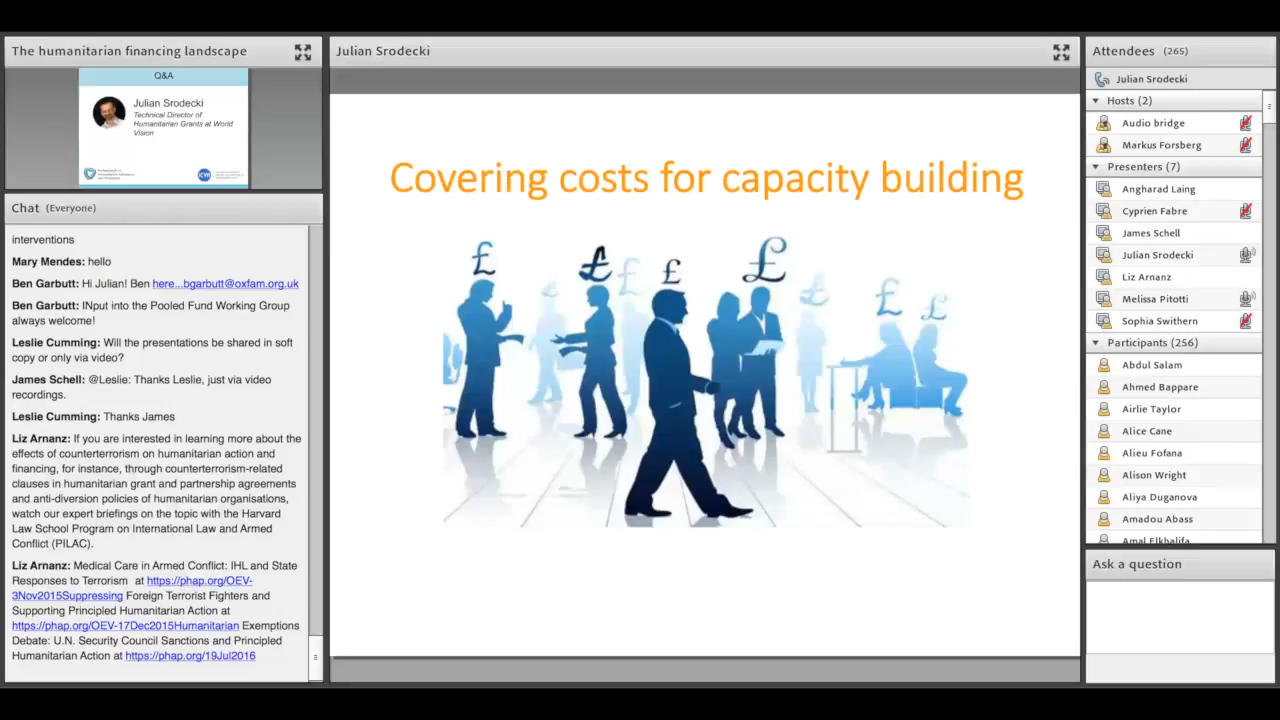 The humanitarian financing landscape
Q&A
Julian Srodecki
Technical Director of
Humanitarian Grants at World
Vision
Chat (Everyone)
interventions
Mary Mendes: hello
Ben Garbutt: Hi Julian! Ben here...bgarbutt@oxfam.org.uk
Ben Garbutt: INput into the Pooled Fund Working Group
always welcome!
Leslie Cumming: Will the presentations be shared in soft
copy or only via video?
James Schell: @Leslie: Thanks Leslie, just via video
recordings.
Leslie Cumming: Thanks James
Liz Arnanz: If you are interested in learning more about the
effects of counterterrorism on humanitarian action and
financing, for instance, through counterterrorism-related
clauses in humanitarian grant and partnership agreements
and anti-diversion policies of humanitarian organisations,
watch our expert briefings on the topic with the Harvard
Law School Program on International Law and Armed
Conflict (PILAC).
Liz Arnanz: Medical Care in Armed Conflict: IHL and State
Responses to Terrorism at https://phap.org/OEV-
3Nov2015Suppressing Foreign Terrorist Fighters and
Supporting Principled Humanitarian Action at
https://phap.org/OEV-17Dec2015Humanitarian Exemptions
Debate: U.N. Security Council Sanctions and Principled
Humanitarian Action at https://phap.org/19Jul2016
Julian Srodecki
Covering costs for capacity building
£ £ £ £ £ £ £ £ £
Attendees (265)
Julian Srodecki
Hosts (2)
Audio bridge
Markus Forsberg
Presenters (7)
Angharad Laing
Cyprien Fabre
James Schell
Julian Srodecki
Liz Arnanz
Melissa Pitotti
Sophia Swithern
Participants (256)
Abdul Salam
Ahmed Bappare
Airlie Taylor
Alice Cane
Alieu Fofana
Alison Wright
Aliya Duganova
Amadou Abass
Amal Elkhalifa
Ask a question